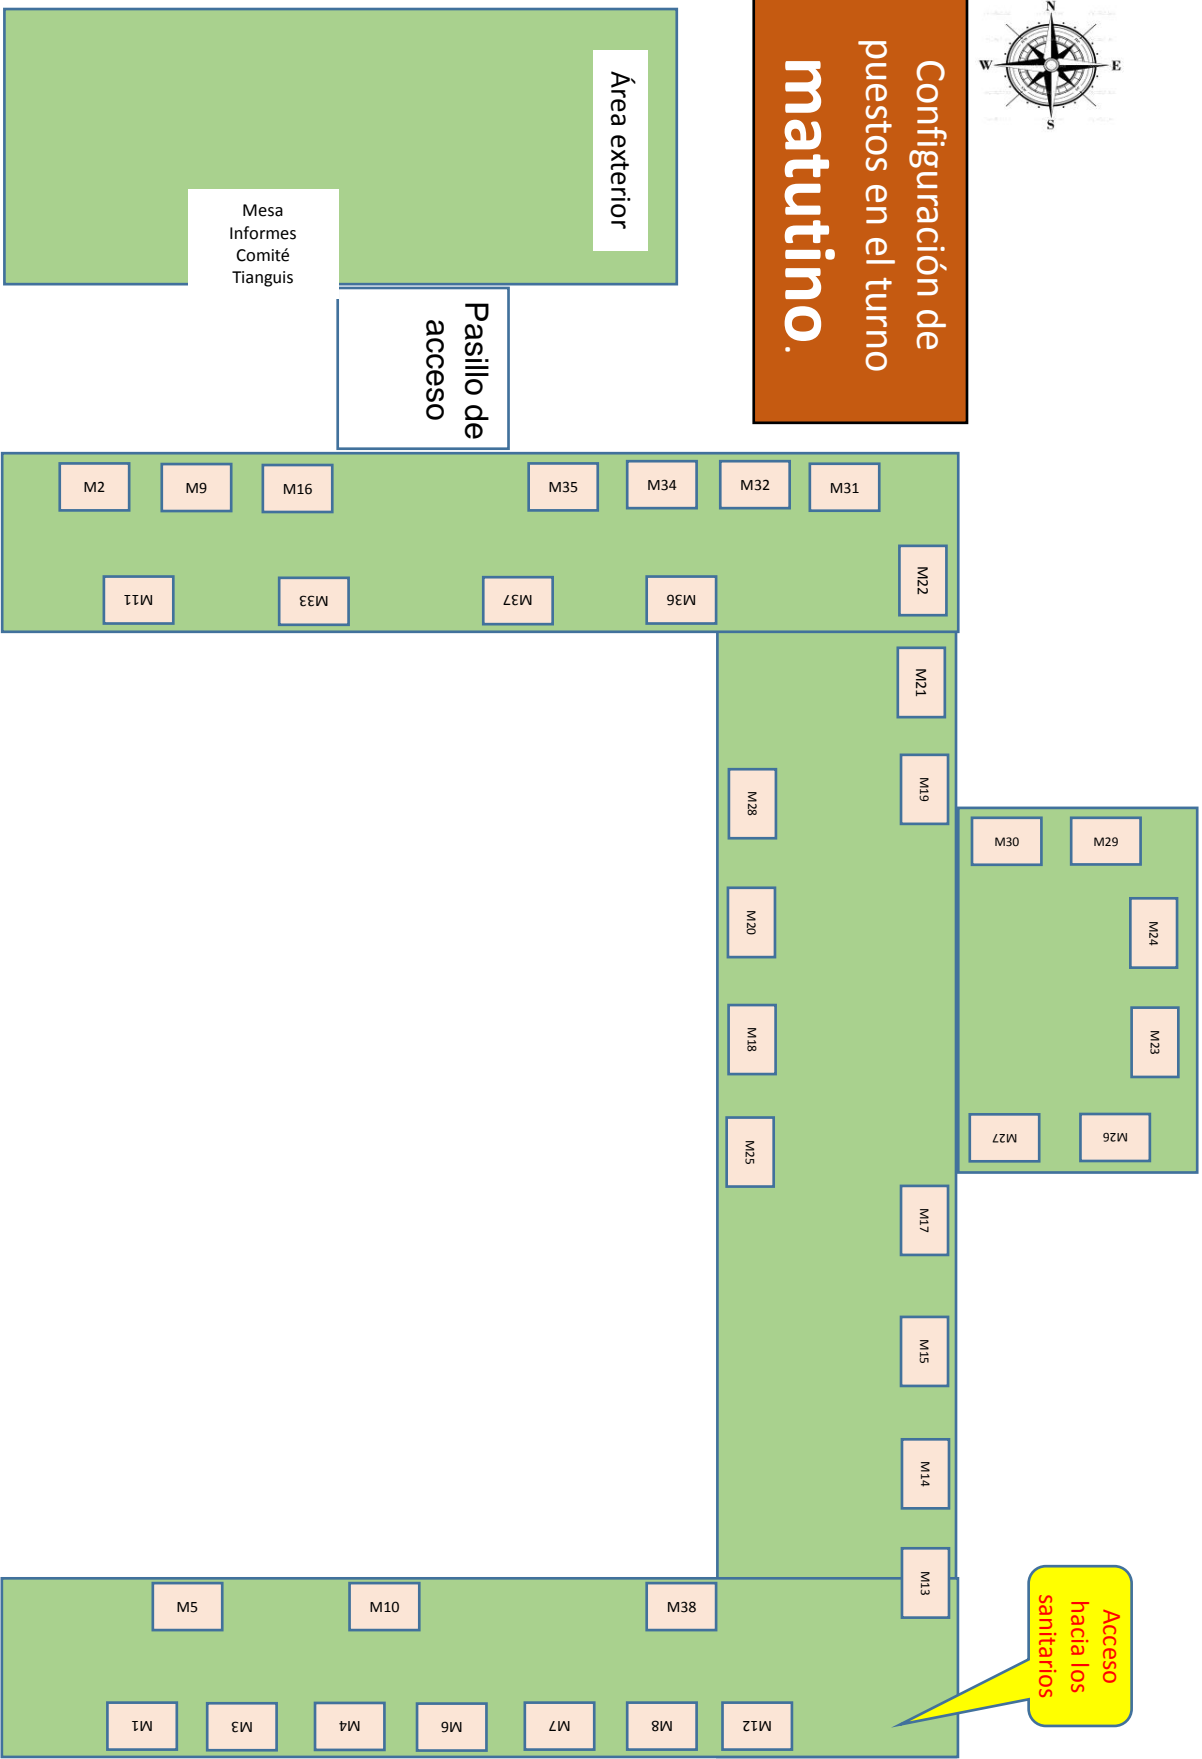 N
W
E
S
Configuración de
puestos en el turno
matutino.
Área exterior
Mesa
Informes
Comité
Tianguis
Pasillo de
acceso
M2
M9
M16
M35
M34
M32
M31
M22
M11
M33
M37
M36
M21
M19
M28
M20
M18
M25
M30
M29
M24
M23
M27
M26
M17
M15
M14
M13
Acceso
hacia los
sanitarios
M5
M10
M38
M1
M3
M4
M6
M7
M8
M12